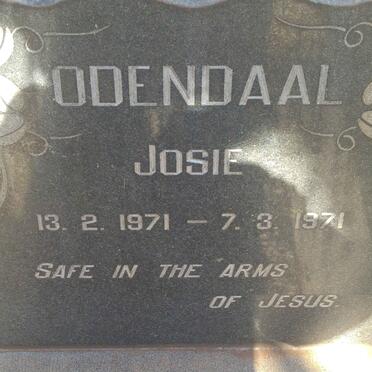 ODENDAAL
JOSIE
13. 2. 1971 — 7. 3. 1971
SAFE IN THE ARMS
OF JESUS.